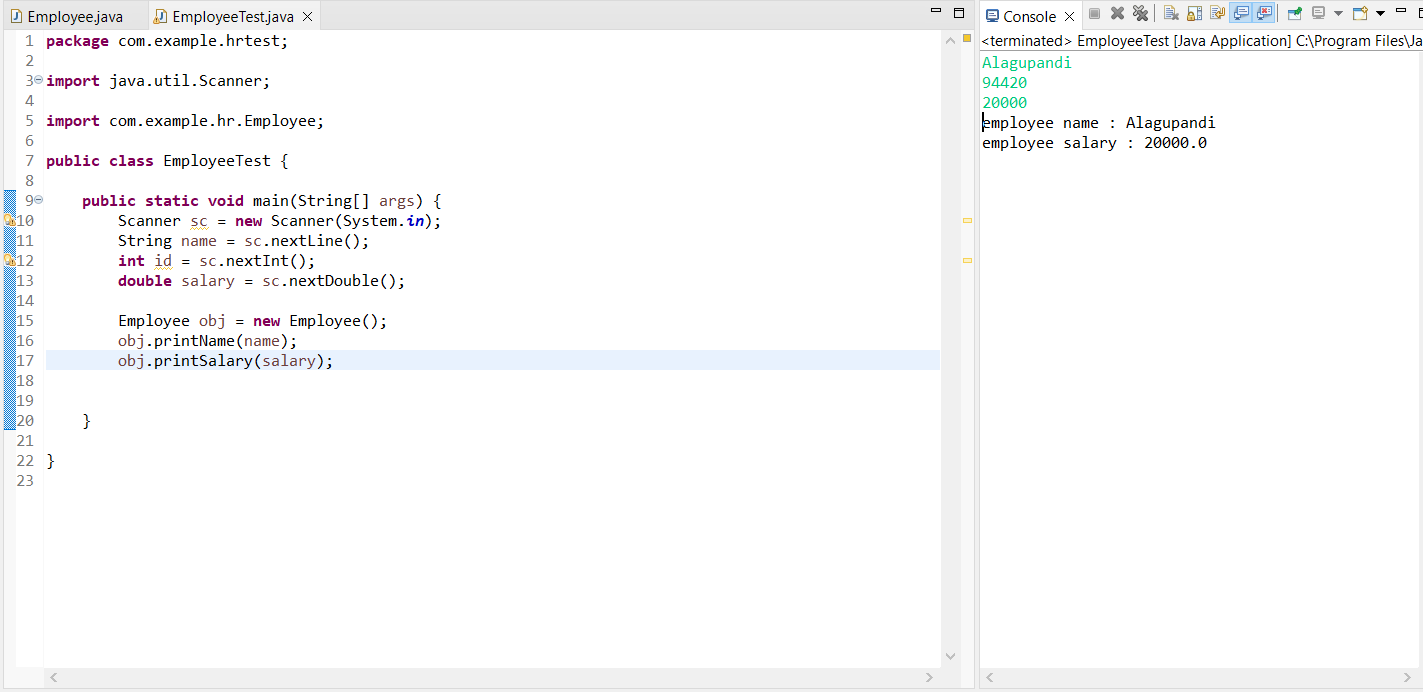 Employee.java
EmployeeTest.java
1 package com.example.hrtest;
2
3 import java.util.Scanner;
4
5 import com.example.hr.Employee;
6
7 public class EmployeeTest {
8
9     public static void main(String[] args) {
10         Scanner sc = new Scanner(System.in);
11         String name = sc.nextLine();
12         int id = sc.nextInt();
13         double salary = sc.nextDouble();
14
15         Employee obj = new Employee();
16         obj.printName(name);
17         obj.printSalary(salary);
18
19
20     }
21
22 }
23
Console
<terminated> EmployeeTest [Java Application] C:\Program Files\Ja
Alagupandi
94420
20000
employee name : Alagupandi
employee salary : 20000.0